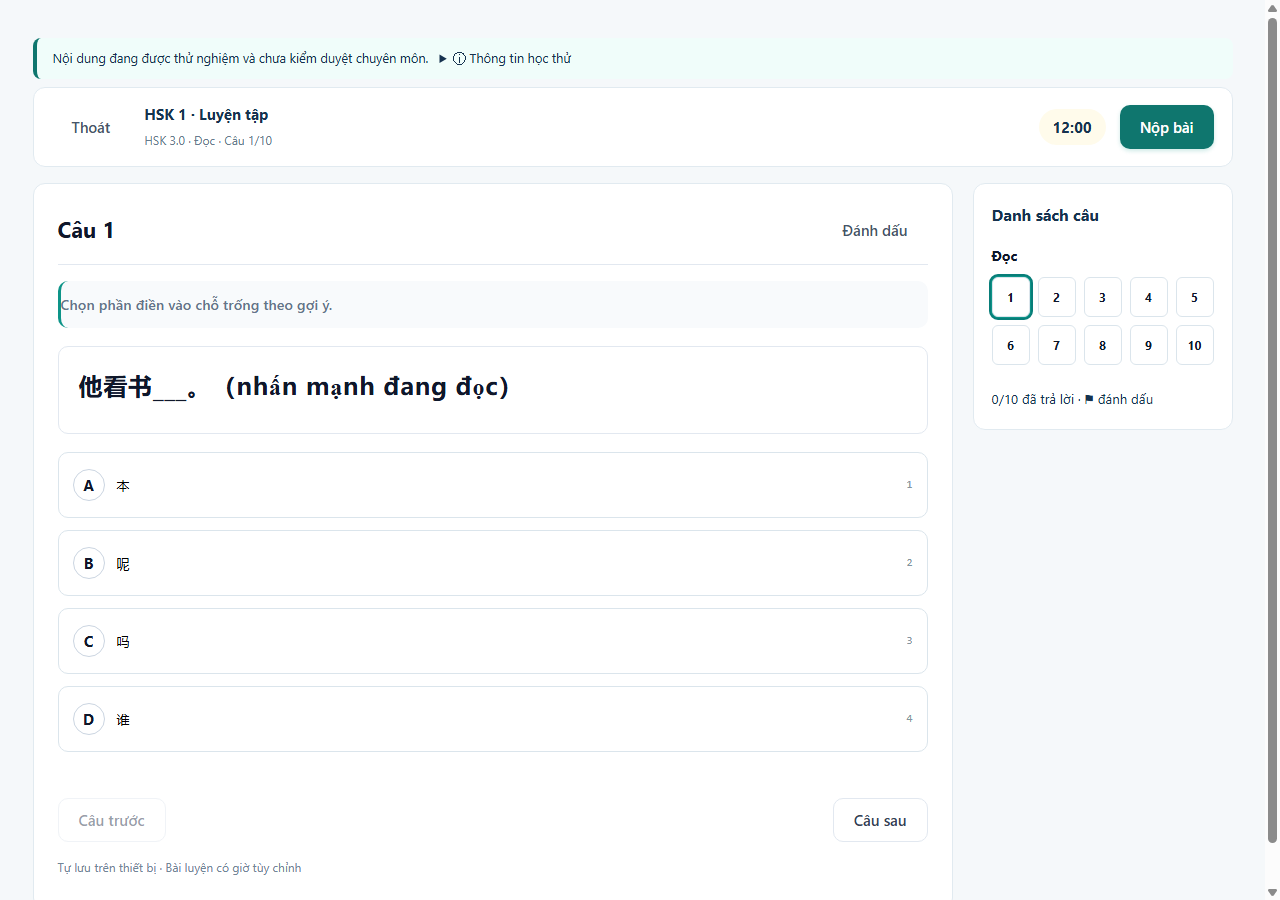 Nội dung đang được thử nghiệm và chưa kiểm duyệt chuyên môn. ▶ ⓘ Thông tin học thử
Thoát
HSK 1 · Luyện tập
HSK 3.0 · Đọc · Câu 1/10
12:00
Nộp bài
Câu 1
Đánh dấu
Chọn phần điền vào chỗ trống theo gợi ý.
他看书___。（nhấn mạnh đang đọc）
A 本 1
B 呢 2
C 吗 3
D 谁 4
Câu trước
Câu sau
Tự lưu trên thiết bị · Bài luyện có giờ tùy chỉnh
Danh sách câu
Đọc
1 2 3 4 5
6 7 8 9 10
0/10 đã trả lời · ⚑ đánh dấu